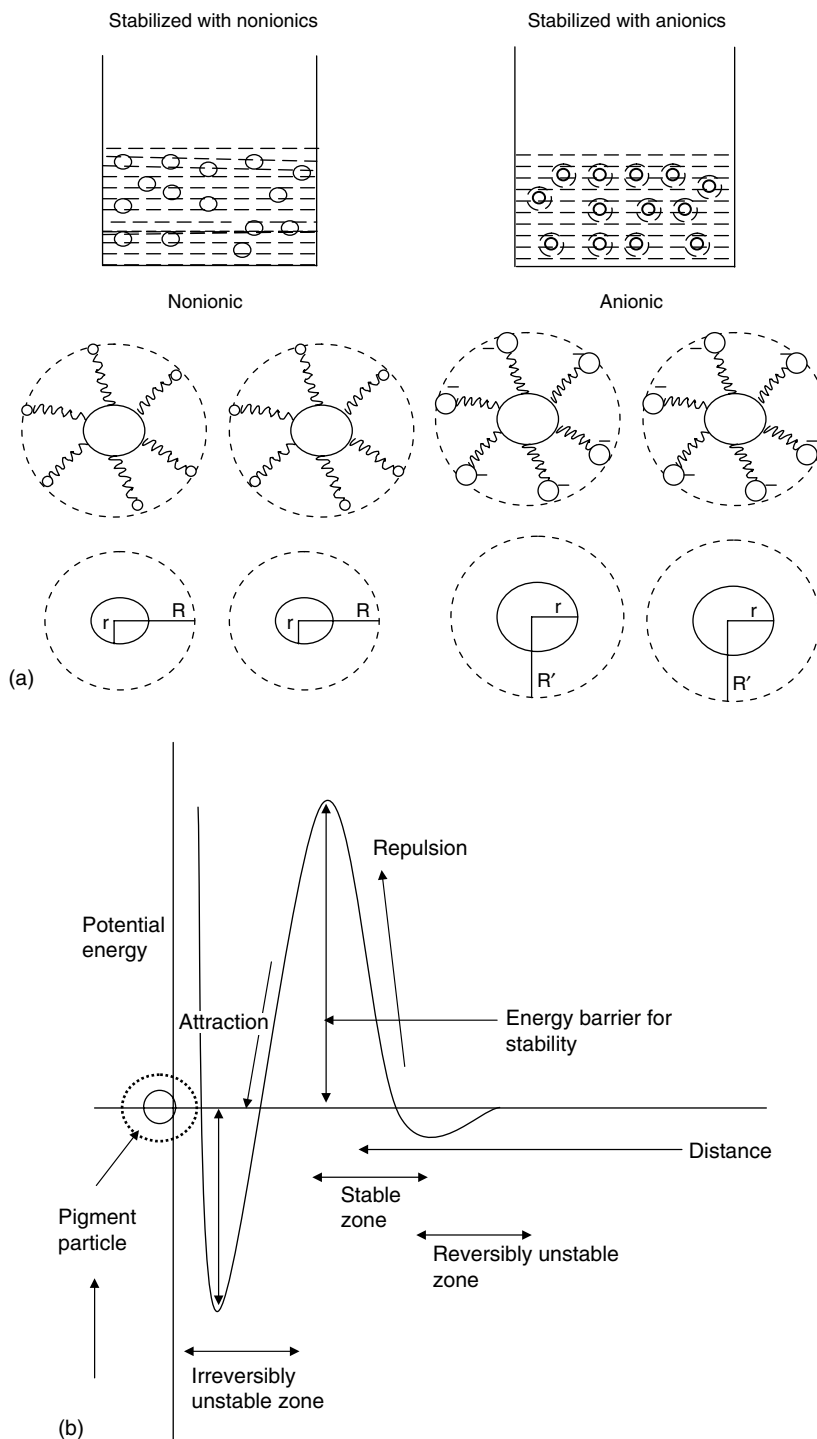 Stabilized with nonionics
Stabilized with anionics
Nonionic
Anionic
r
R
r
R
r
R′
r
R′
(a)
Repulsion
Potential
energy
Attraction
Energy barrier for
stability
Distance
Stable
zone
Pigment
particle
Reversibly unstable
zone
Irreversibly
unstable zone
(b)